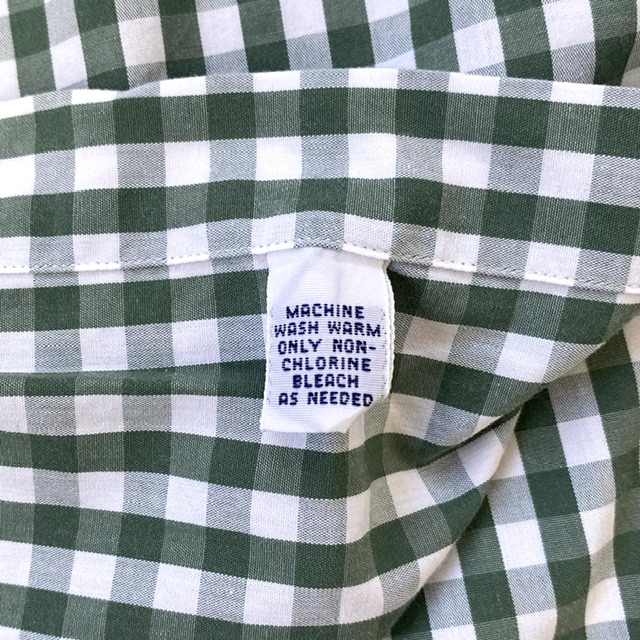 MACHINE
WASH WARM
ONLY NON-
CHLORINE
BLEACH
AS NEEDED